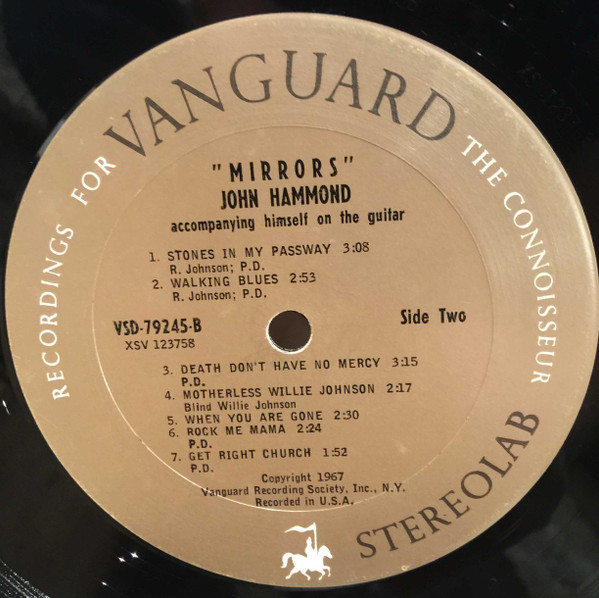 RECORDINGS FOR VANGUARD THE CONNOISSEUR
"MIRRORS"
JOHN HAMMOND
accompanying himself on the guitar
1. STONES IN MY PASSWAY 3:08
R. Johnson; P.D.
2. WALKING BLUES 2:53
R. Johnson; P.D.
VSD-79245-B
Side Two
XSV 123758
3. DEATH DON'T HAVE NO MERCY 3:15
P.D.
4. MOTHERLESS WILLIE JOHNSON 2:17
Blind Willie Johnson
5. WHEN YOU ARE GONE 2:30
6. ROCK ME MAMA 2:24
P.D.
7. GET RIGHT CHURCH 1:52
P.D.
Copyright 1967
Vanguard Recording Society, Inc., N.Y.
Recorded in U.S.A.
STEREOLAB